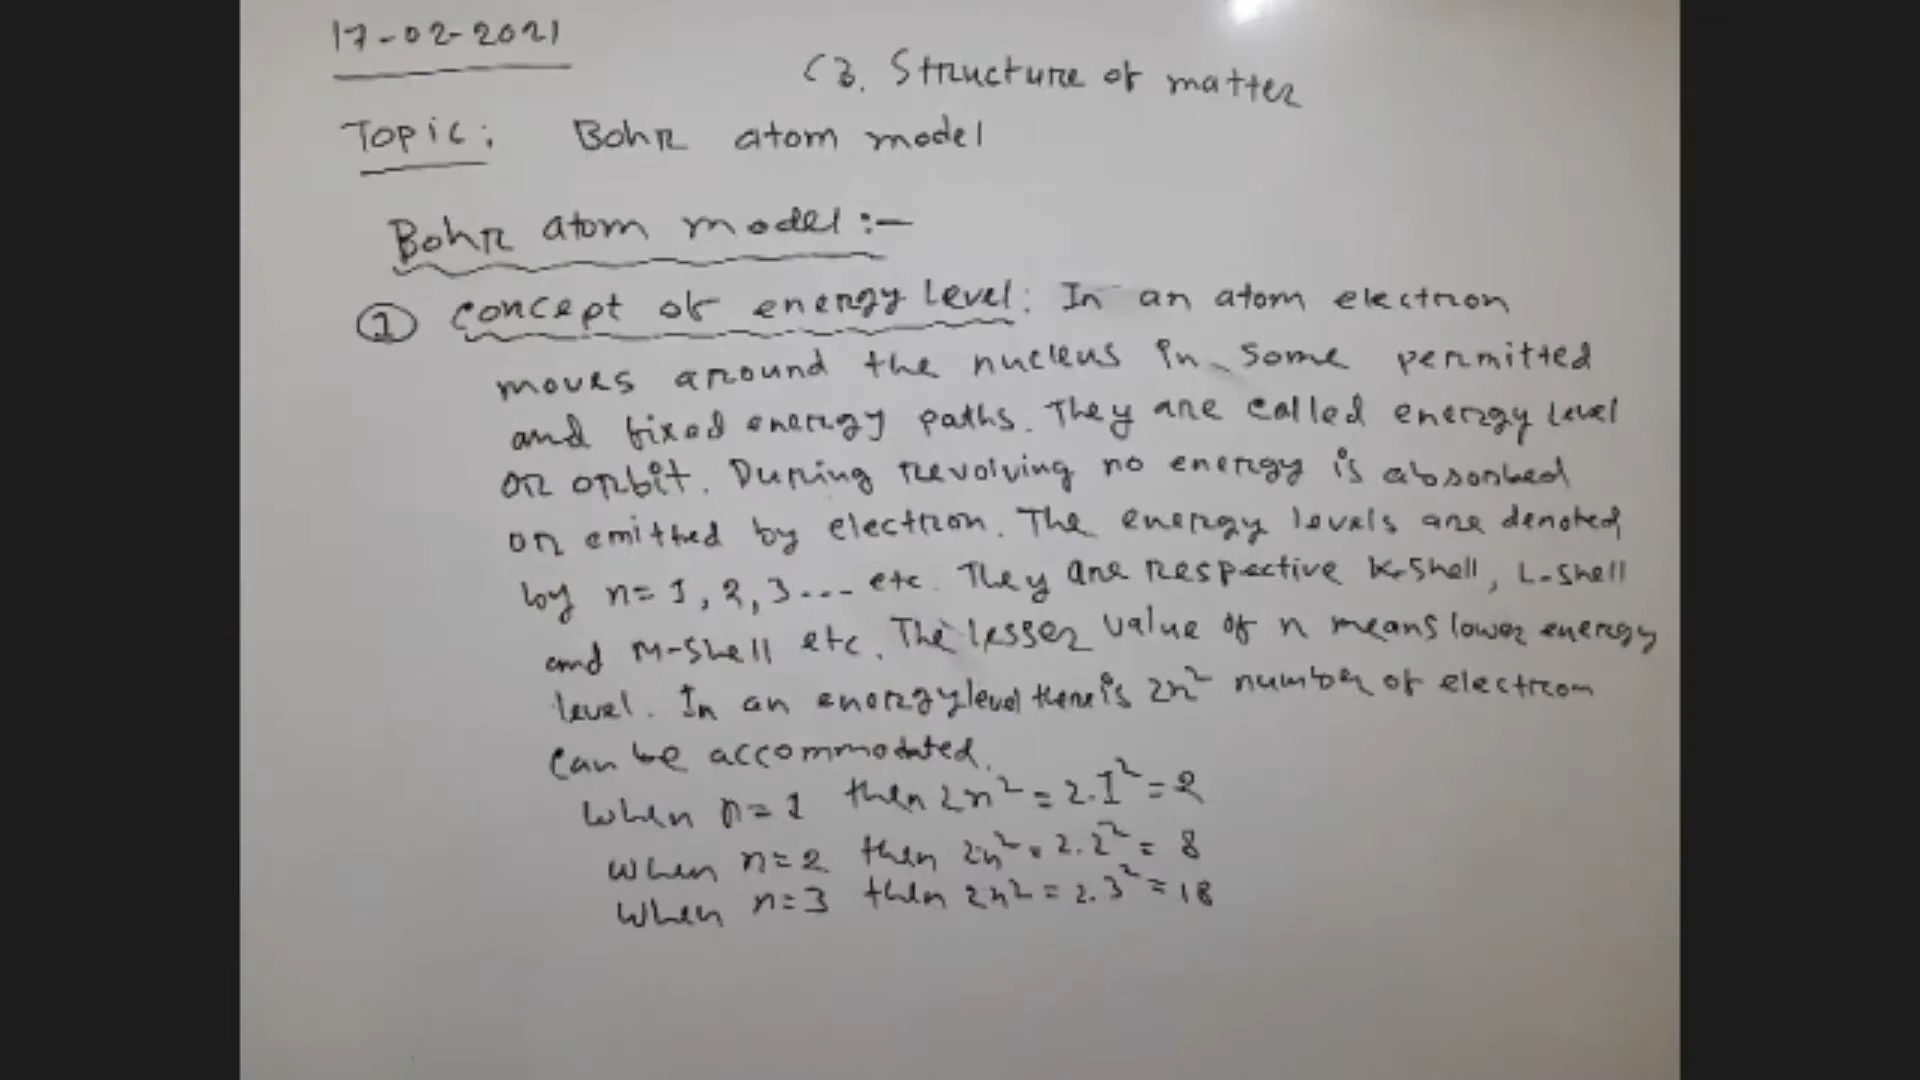 17-02-2021
C3. Structure of matter
Topic: Bohr atom model
Bohr atom model :-
① Concept of energy level: In an atom electron
moves around the nucleus in some permitted
and fixed energy paths. They are called energy level
or orbit. During revolving no energy is absorbed
or emitted by electron. The energy levels are denoted
by n=1, 2, 3... etc. They are respective K-shell, L-shell
and M-shell etc. The lesser value of n means lower energy
level. In an energy level there is 2n² number of electron
can be accommodated.
When n=1 then 2n² = 2.1² = 2
When n=2 then 2n² = 2.2² = 8
When n=3 then 2n² = 2.3² = 18